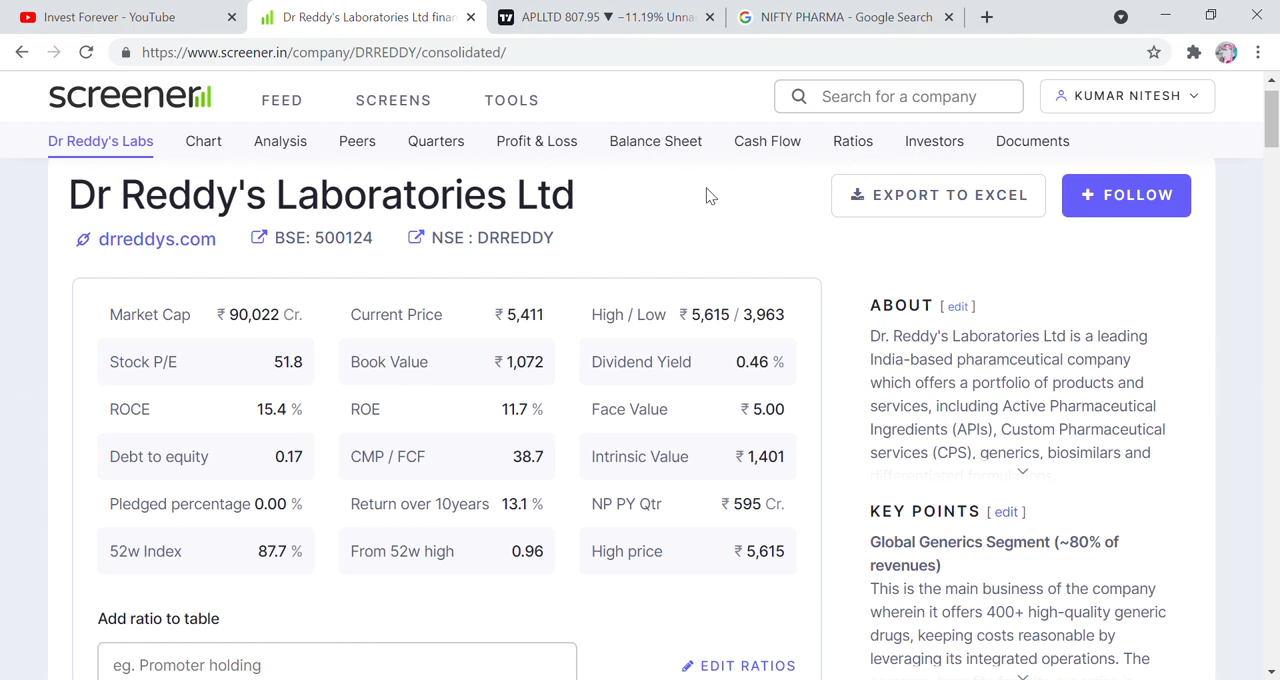 Invest Forever - YouTube
Dr Reddy's Laboratories Ltd finan
APLLTD 807.95 ▼ −11.19% Unna
NIFTY PHARMA - Google Search
https://www.screener.in/company/DRREDDY/consolidated/
screener
FEED
SCREENS
TOOLS
Search for a company
KUMAR NITESH
Dr Reddy's Labs
Chart
Analysis
Peers
Quarters
Profit & Loss
Balance Sheet
Cash Flow
Ratios
Investors
Documents
Dr Reddy's Laboratories Ltd
EXPORT TO EXCEL
+ FOLLOW
drreddys.com
BSE: 500124
NSE : DRREDDY
Market Cap ₹ 90,022 Cr.
Current Price ₹ 5,411
High / Low ₹ 5,615 / 3,963
Stock P/E 51.8
Book Value ₹ 1,072
Dividend Yield 0.46 %
ROCE 15.4 %
ROE 11.7 %
Face Value ₹ 5.00
Debt to equity 0.17
CMP / FCF 38.7
Intrinsic Value ₹ 1,401
Pledged percentage 0.00 %
Return over 10years 13.1 %
NP PY Qtr ₹ 595 Cr.
52w Index 87.7 %
From 52w high 0.96
High price ₹ 5,615
Add ratio to table
eg. Promoter holding
EDIT RATIOS
ABOUT [ edit ]
Dr. Reddy's Laboratories Ltd is a leading
India-based pharamceutical company
which offers a portfolio of products and
services, including Active Pharmaceutical
Ingredients (APIs), Custom Pharmaceutical
services (CPS), generics, biosimilars and
differentiated formulations.
KEY POINTS [ edit ]
Global Generics Segment (~80% of
revenues)
This is the main business of the company
wherein it offers 400+ high-quality generic
drugs, keeping costs reasonable by
leveraging its integrated operations. The